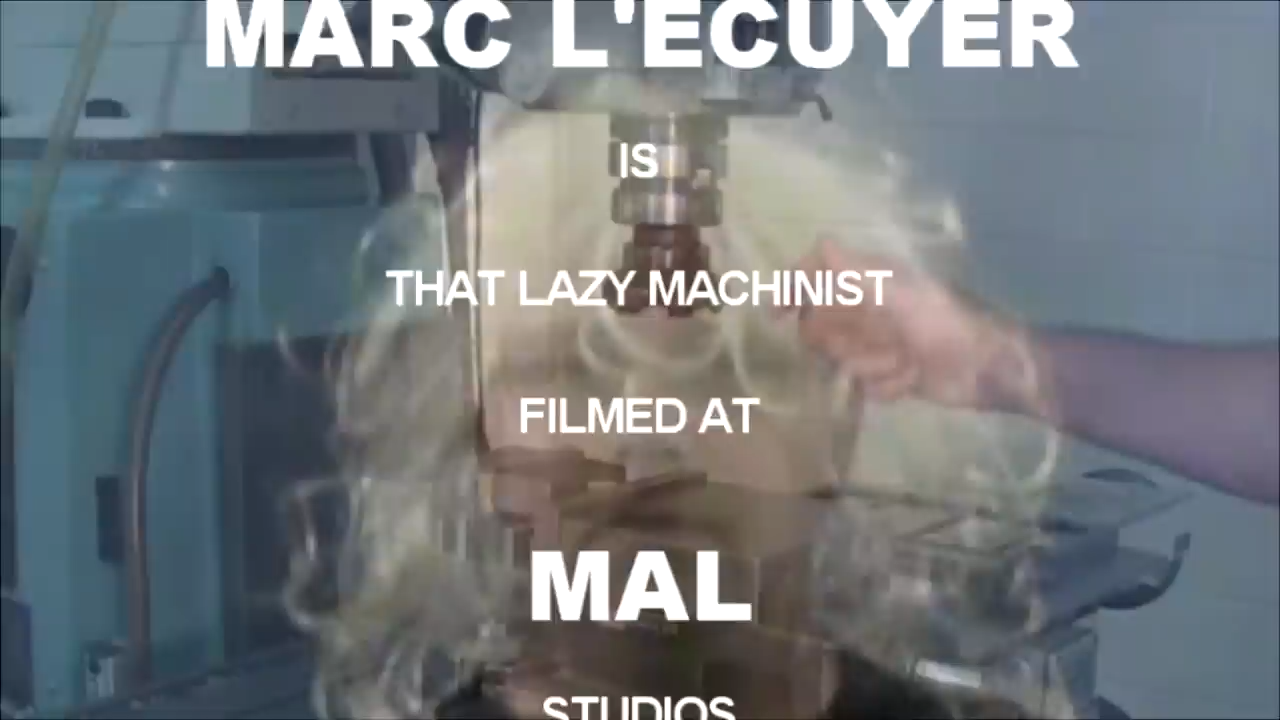 MARC L'ECUYER
IS
THAT LAZY MACHINIST
FILMED AT
MAL
STUDIOS